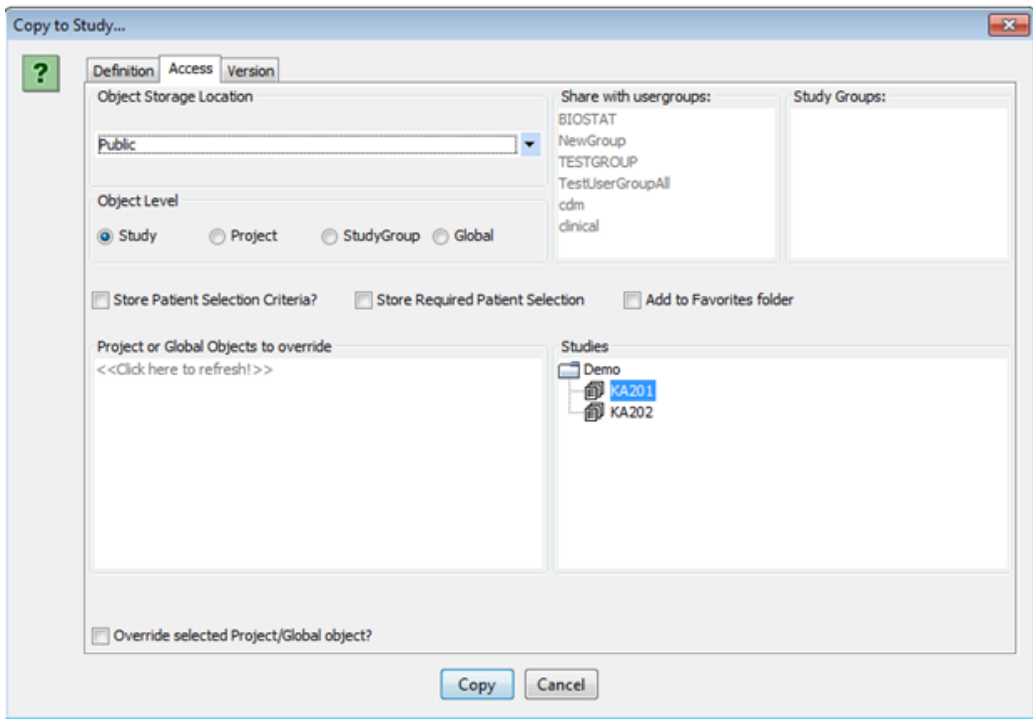 Copy to Study...
?
Definition Access Version
Object Storage Location
Public
Share with usergroups:
BIOSTAT
NewGroup
TESTGROUP
TestUserGroupAll
cdm
clinical
Study Groups:
Object Level
Study Project StudyGroup Global
Store Patient Selection Criteria? Store Required Patient Selection Add to Favorites folder
Project or Global Objects to override
<<Click here to refresh!>>
Studies
Demo
KA201
KA202
Override selected Project/Global object?
Copy Cancel